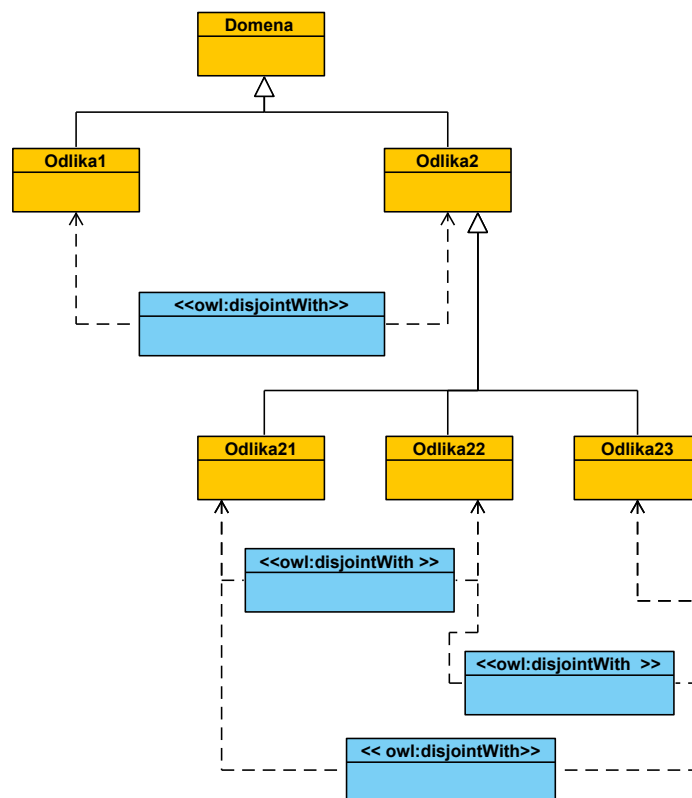 Domena
Odlika1
Odlika2
<<owl:disjointWith>>
Odlika21
Odlika22
Odlika23
<<owl:disjointWith >>
<<owl:disjointWith >>
<< owl:disjointWith>>